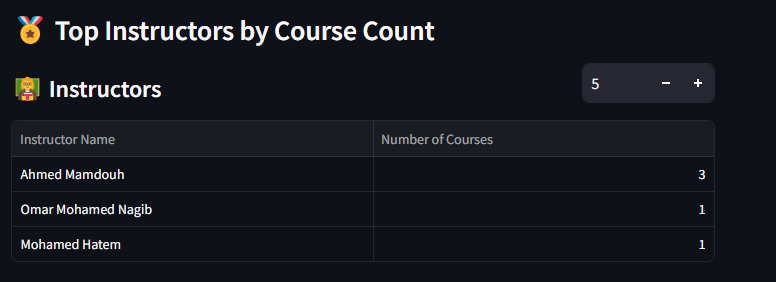 Top Instructors by Course Count
Instructors
5 − +
Instructor Name Number of Courses
Ahmed Mamdouh 3
Omar Mohamed Nagib 1
Mohamed Hatem 1